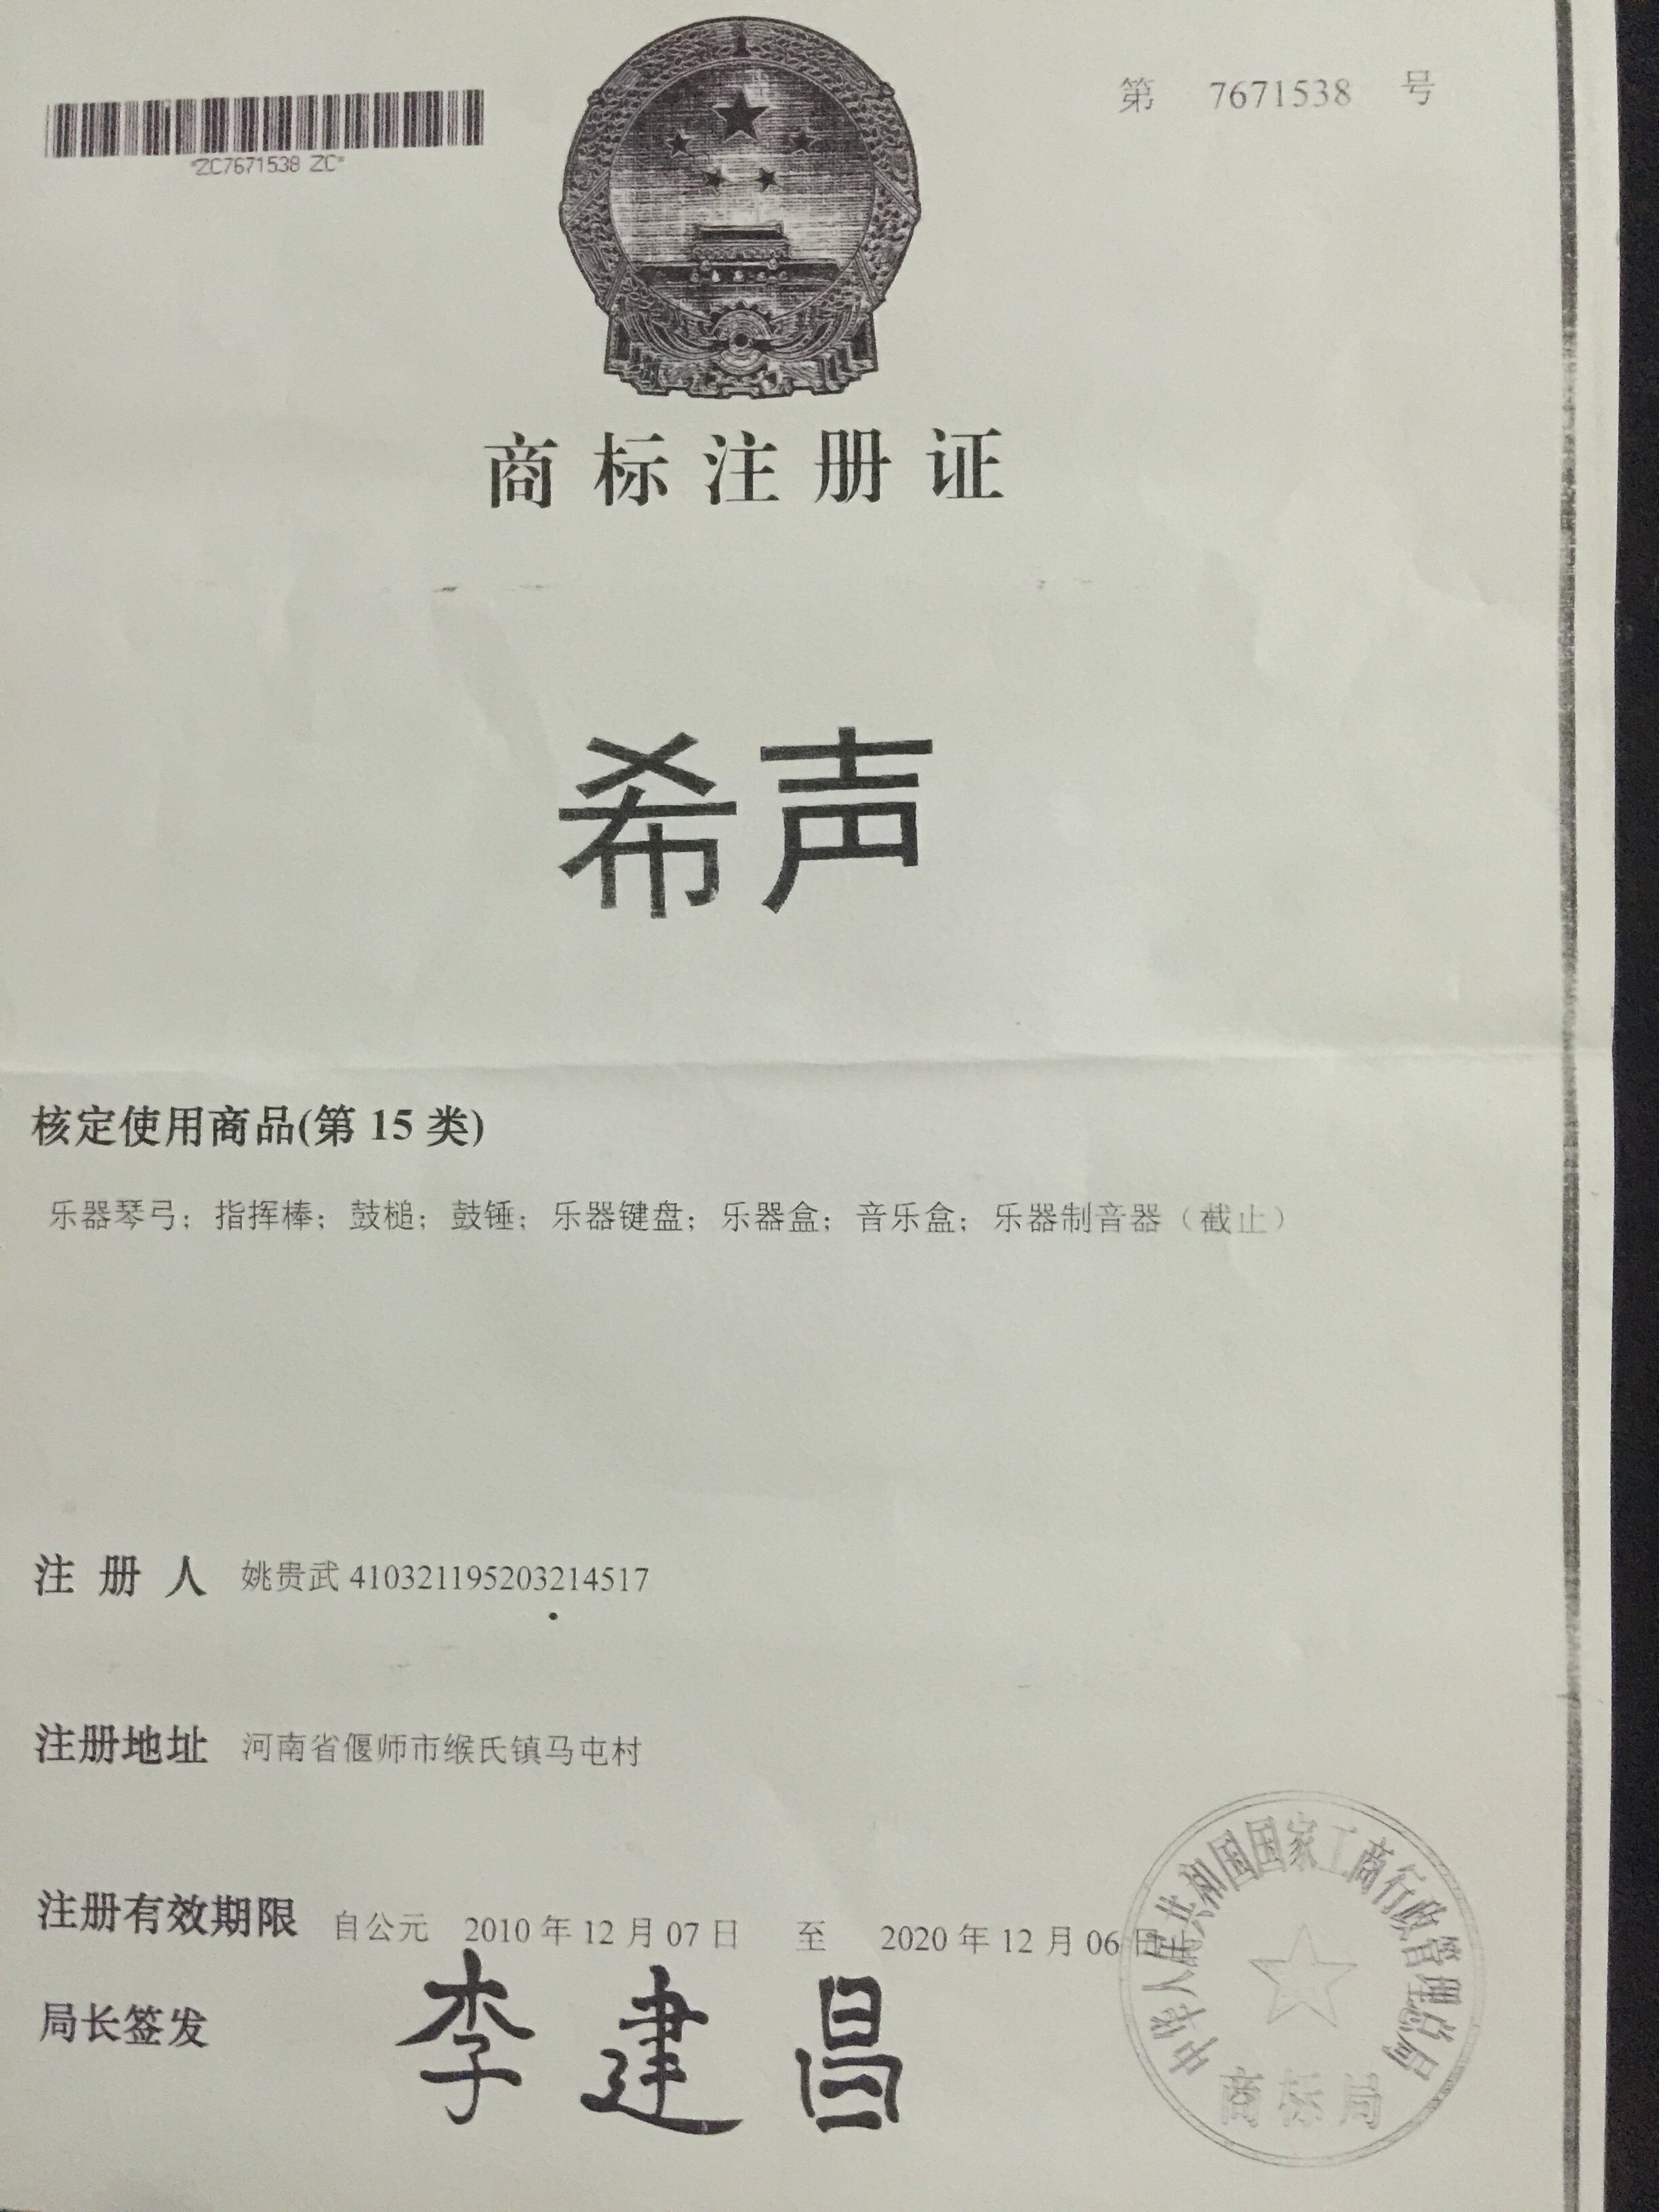 第 7671538 号
*ZC7671538 ZC*
商标注册证
希声
核定使用商品(第 15 类)
乐器琴弓；指挥棒；鼓槌；鼓锤；乐器键盘；乐器盒；音乐盒；乐器制音器（截止）
注 册 人 姚贵武 410321195203214517
注册地址 河南省偃师市缑氏镇马屯村
注册有效期限 自公元 2010 年 12 月 07 日 至 2020 年 12 月 06 日止
局长签发 李建昌
中华人民共和国国家工商行政管理总局
商标局